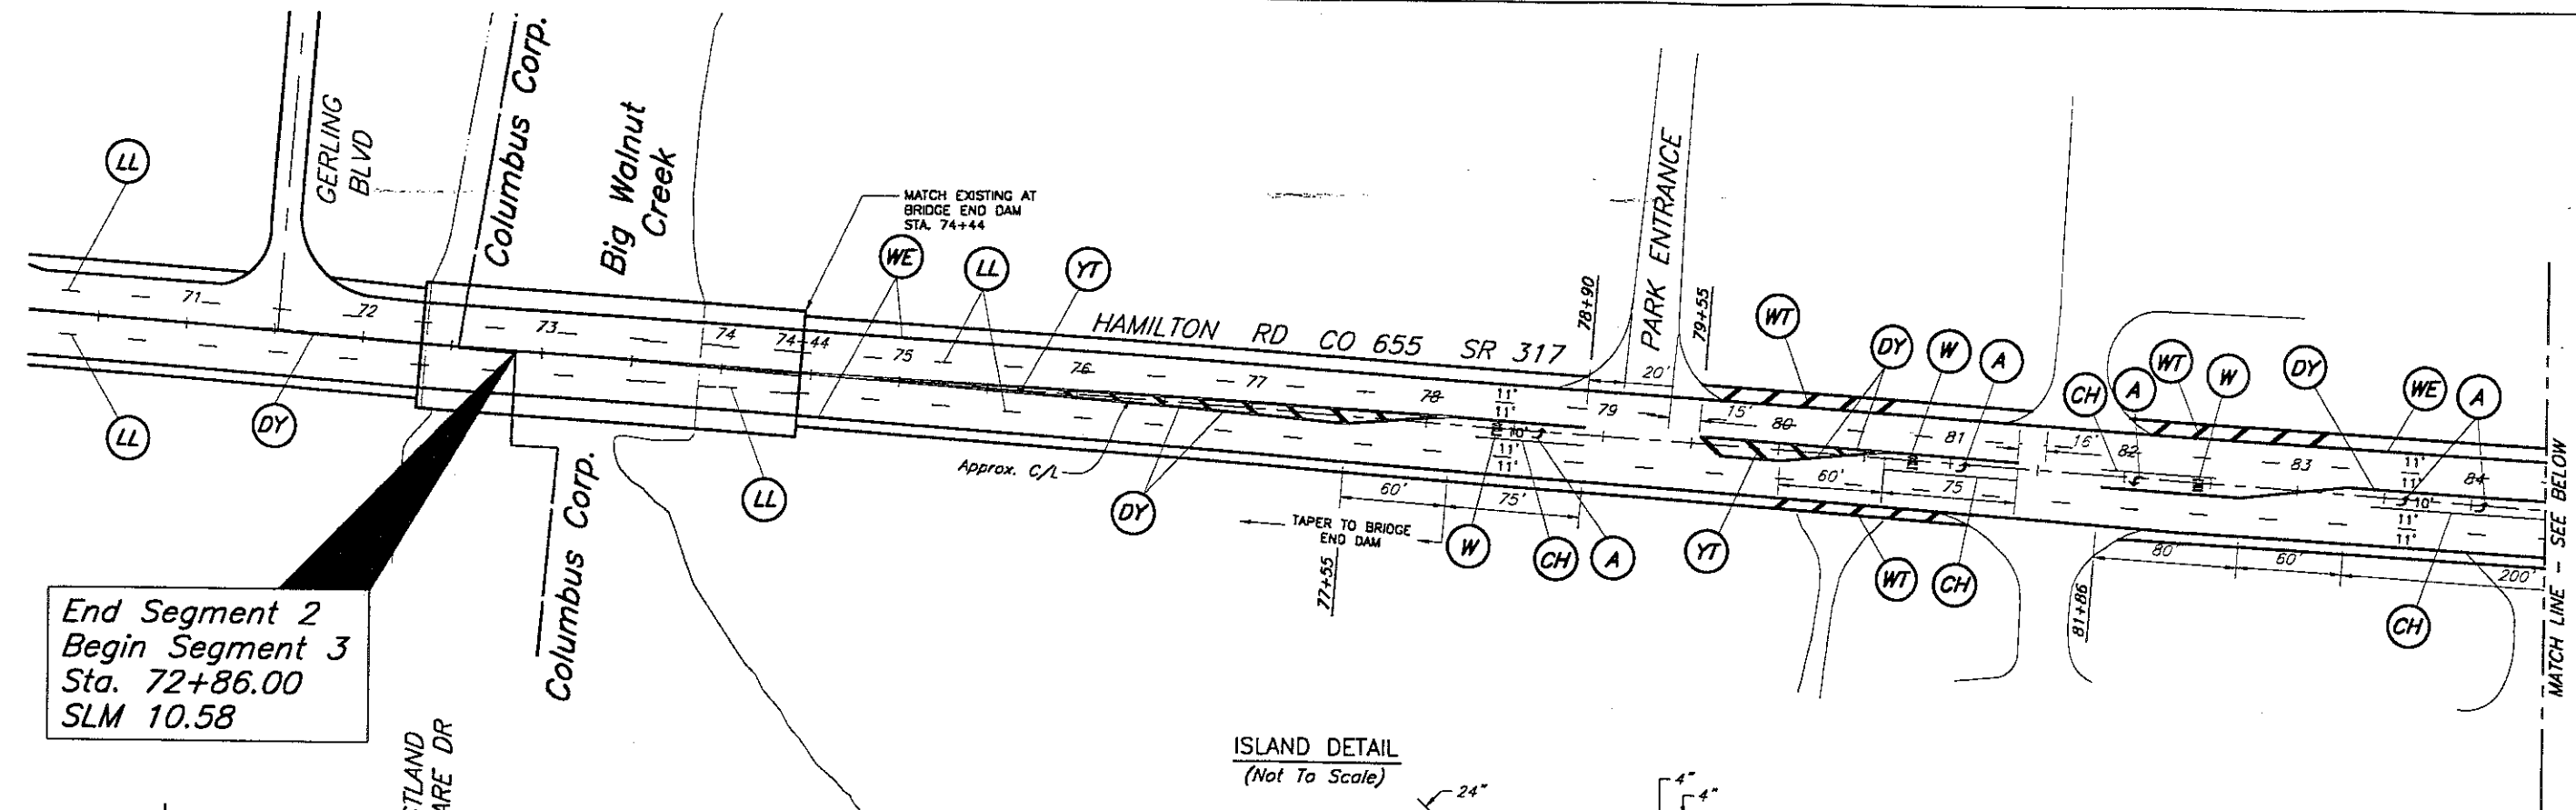 LL
GERLING
BLVD
Columbus Corp.
Big Walnut
Creek
MATCH EXISTING AT
BRIDGE END DAM
STA. 74+44
WE
LL
YT
HAMILTON RD CO 655 SR 317
78+90
PARK ENTRANCE
20'
79+55
WT
DY
W
A
CH
A
WT
W
DY
WE
A
71
72
73
74
74+44
75
76
77
78
79
80
81
82
83
84
11'
11'
10'
11'
11'
15'
16'
11'
11'
10'
11'
11'
LL
DY
LL
Approx. C/L
DY
60'
75'
TAPER TO BRIDGE
END DAM
77+55
W
CH
A
YT
60'
75
WT
CH
81+86
80'
60'
200'
CH
MATCH LINE - SEE BELOW
End Segment 2
Begin Segment 3
Sta. 72+86.00
SLM 10.58
Columbus Corp.
TLAND
ARE DR
ISLAND DETAIL
(Not To Scale)
24"
4"
4"